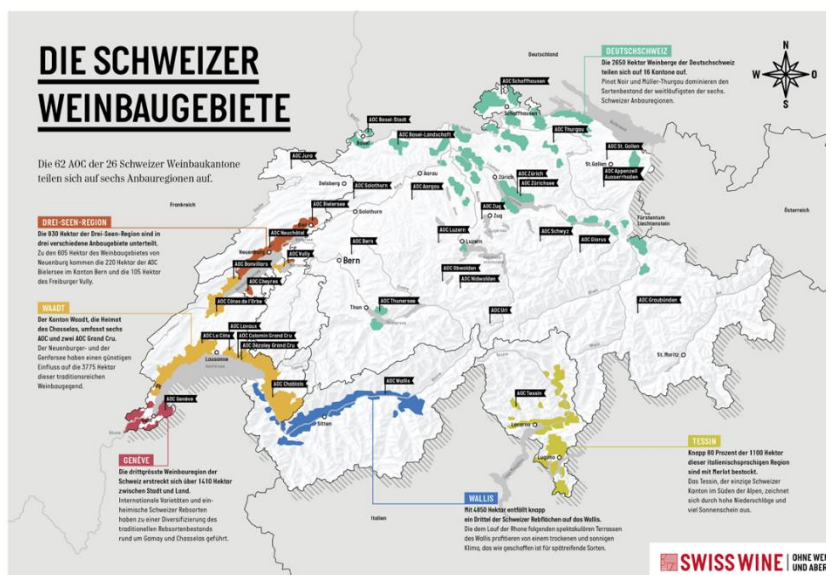 DIE SCHWEIZER
WEINBAUGEBIETE
Die 62 AOC der 26 Schweizer Weinbaukantone
teilen sich auf sechs Anbauregionen auf.
DEUTSCHSCHWEIZ
Die 2650 Hektar Weinberge der Deutschschweiz
teilen sich auf 16 Kantone auf.
Pinot Noir und Müller-Thurgau dominieren den
Sortenbestand der weitläufigsten der sechs
Schweizer Anbauregionen.
N
W
O
S
Deutschland
Frankreich
Österreich
Fürstentum
Liechtenstein
Italien
AOC Schaffhausen
Schaffhausen
AOC Basel-Stadt
Basel
AOC Basel-Landschaft
AOC Thurgau
AOC St. Gallen
St. Gallen
AOC Appenzell
Ausserrhoden
AOC Jura
Delsberg
AOC Solothurn
Solothurn
Aarau
AOC Aargau
Zürich
AOC Zürich
AOC Zürichsee
AOC Bielersee
AOC Zug
Zug
AOC Neuchâtel
Neuenburg
AOC Vully
AOC Bern
Bern
AOC Luzern
Luzern
AOC Schwyz
AOC Glarus
AOC Bonvillars
AOC Cheyres
AOC Obwalden
AOC Nidwalden
AOC Côtes de l'Orbe
Thun
AOC Thunersee
AOC Uri
AOC Graubünden
St. Moritz
AOC Lavaux
AOC La Côte
AOC Calamin Grand Cru
AOC Dézaley Grand Cru
Lausanne
AOC Chablais
AOC Wallis
Sitten
AOC Genève
AOC Tessin
Locarno
Lugano
DREI-SEEN-REGION
Die 930 Hektar der Drei-Seen-Region sind in
drei verschiedene Anbaugebiete unterteilt.
Zu den 605 Hektar des Weinbaugebietes von
Neuenburg kommen die 220 Hektar der AOC
Bielersee im Kanton Bern und die 105 Hektar
des Freiburger Vully.
WAADT
Der Kanton Waadt, die Heimat
des Chasselas, umfasst sechs
AOC und zwei AOC Grand Cru.
Der Neuenburger- und der
Genfersee haben einen günstigen
Einfluss auf die 3775 Hektar
dieser traditionsreichen
Weinbaugegend.
GENÈVE
Die drittgrösste Weinbauregion der
Schweiz erstreckt sich über 1410 Hektar
zwischen Stadt und Land.
Internationale Varietäten und ein-
heimische Schweizer Rebsorten
haben zu einer Diversifizierung des
traditionellen Rebsortenbestands
rund um Gamay und Chasselas geführt.
WALLIS
Mit 4850 Hektar entfällt knapp
ein Drittel der Schweizer Rebflächen auf das Wallis.
Die dem Lauf der Rhone folgenden spektakulären Terrassen
des Wallis profitieren von einem trockenen und sonnigen
Klima, das wie geschaffen ist für spätreifende Sorten.
TESSIN
Knapp 80 Prozent der 1100 Hektar
dieser italienischsprachigen Region
sind mit Merlot bestockt.
Das Tessin, der einzige Schweizer
Kanton im Süden der Alpen, zeichnet
sich durch hohe Niederschläge und
viel Sonnenschein aus.
SWISS WINE
OHNE WE
UND ABER